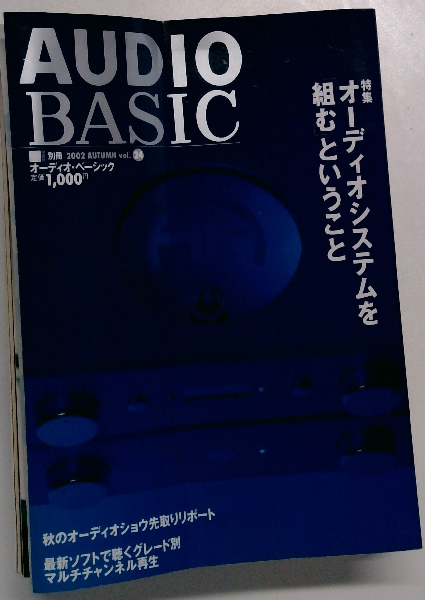 AUDIO
BASIC
別冊 2002 AUTUMN vol. 24
オーディオ・ベーシック
定価1,000円
特集
オーディオシステムを
「組む」ということ
秋のオーディオショウ先取りリポート
最新ソフトで聴くグレード別
マルチチャンネル再生